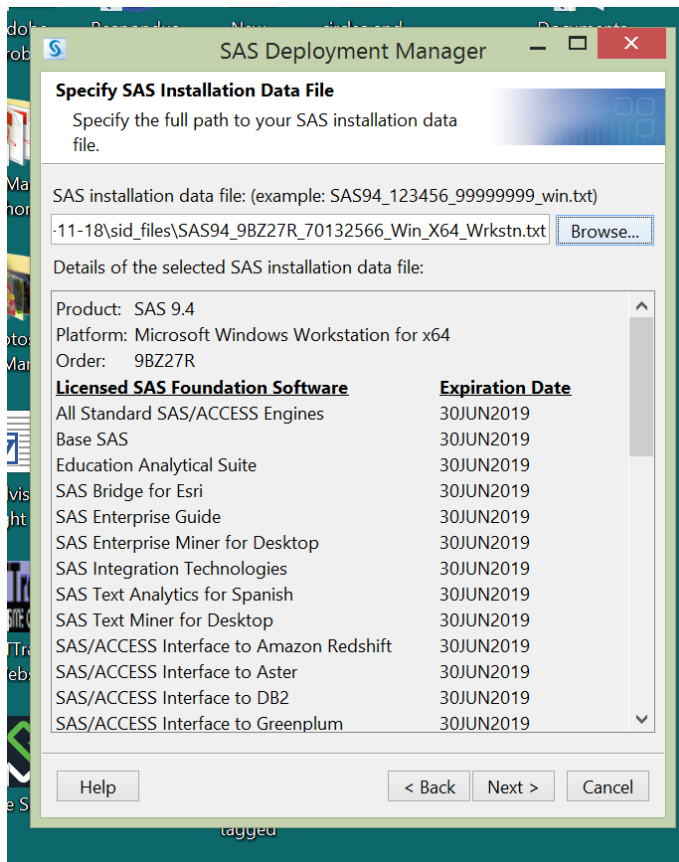 SAS Deployment Manager
Specify SAS Installation Data File
Specify the full path to your SAS installation data
file.
SAS installation data file: (example: SAS94_123456_99999999_win.txt)
-11-18\sid_files\SAS94_9BZ27R_70132566_Win_X64_Wrkstn.txt Browse...
Details of the selected SAS installation data file:
Product: SAS 9.4
Platform: Microsoft Windows Workstation for x64
Order: 9BZ27R
Licensed SAS Foundation Software Expiration Date
All Standard SAS/ACCESS Engines 30JUN2019
Base SAS 30JUN2019
Education Analytical Suite 30JUN2019
SAS Bridge for Esri 30JUN2019
SAS Enterprise Guide 30JUN2019
SAS Enterprise Miner for Desktop 30JUN2019
SAS Integration Technologies 30JUN2019
SAS Text Analytics for Spanish 30JUN2019
SAS Text Miner for Desktop 30JUN2019
SAS/ACCESS Interface to Amazon Redshift 30JUN2019
SAS/ACCESS Interface to Aster 30JUN2019
SAS/ACCESS Interface to DB2 30JUN2019
SAS/ACCESS Interface to Greenplum 30JUN2019
Help < Back Next > Cancel
tagged